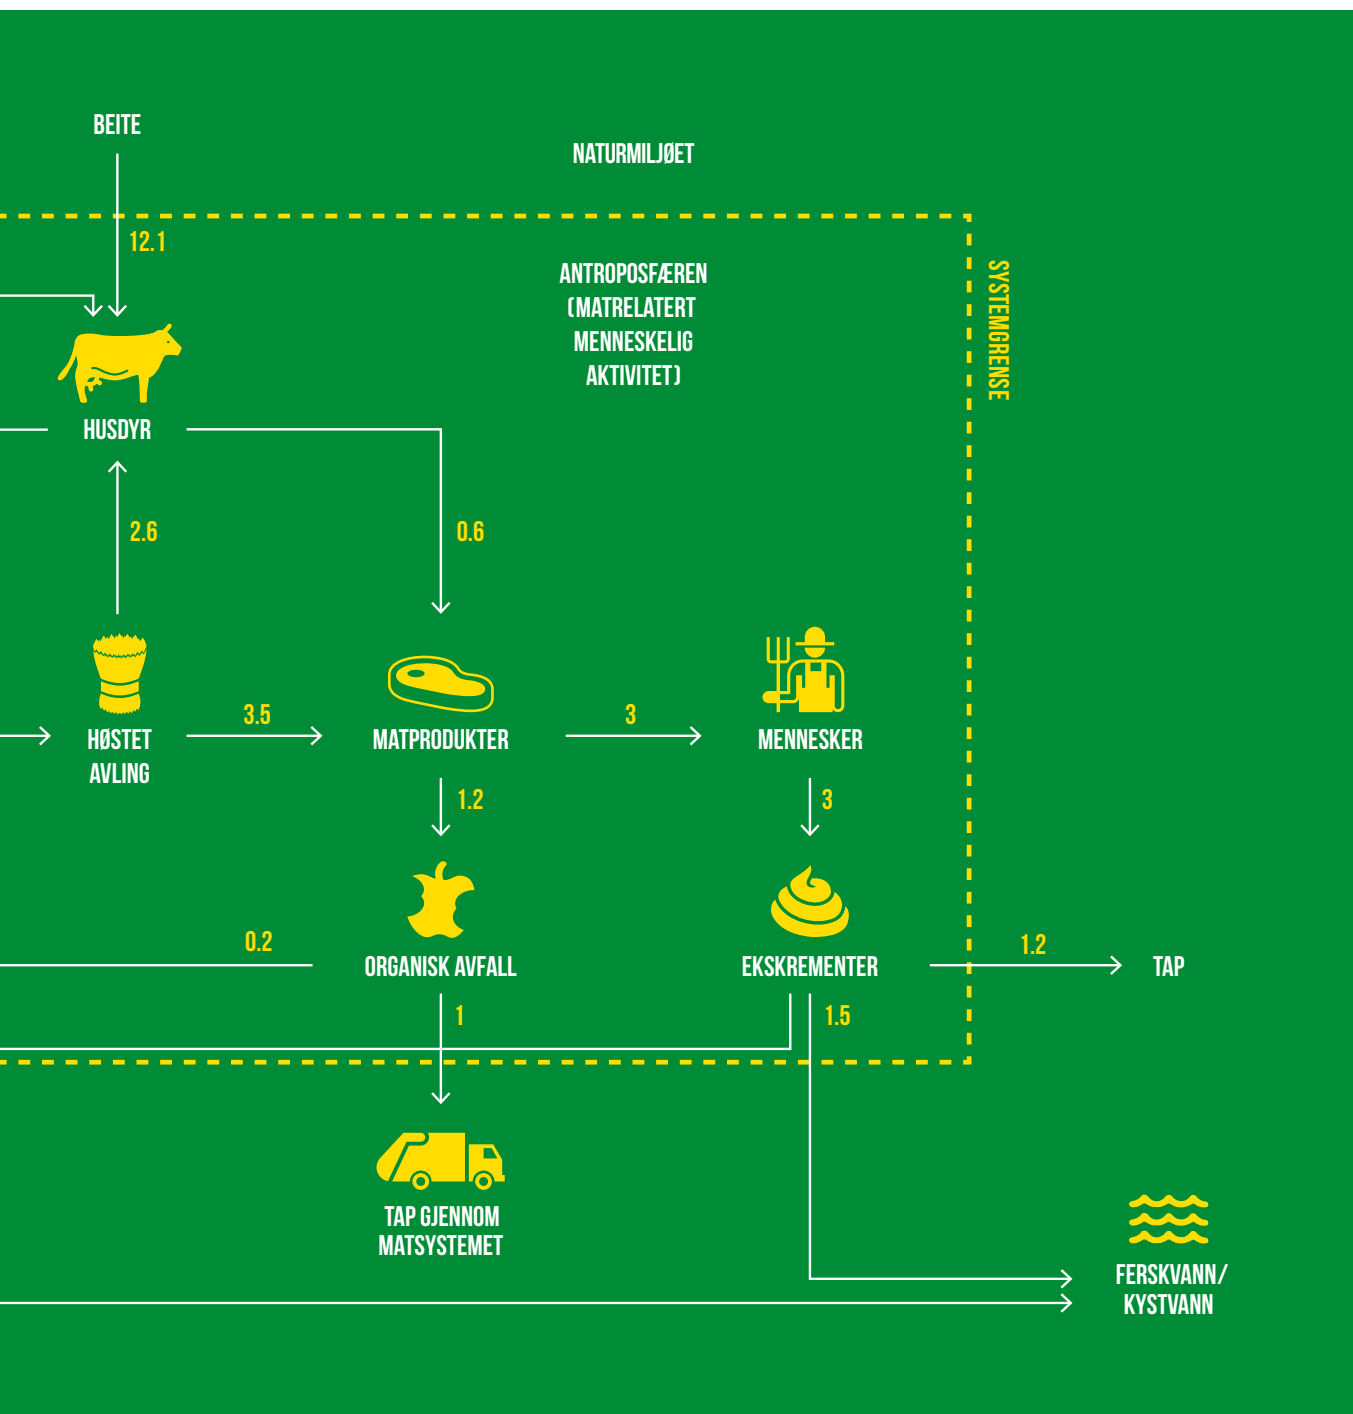 BEITE
NATURMILJØET
12.1
ANTROPOSFÆREN
(MATRELATERT
MENNESKELIG
AKTIVITET)
SYSTEMGRENSE
HUSDYR
2.6
0.6
3.5
3
HØSTET
AVLING
MATPRODUKTER
MENNESKER
1.2
3
0.2
1.2
ORGANISK AVFALL
EKSKREMENTER
TAP
1
1.5
TAP GJENNOM
MATSYSTEMET
FERSKVANN/
KYSTVANN